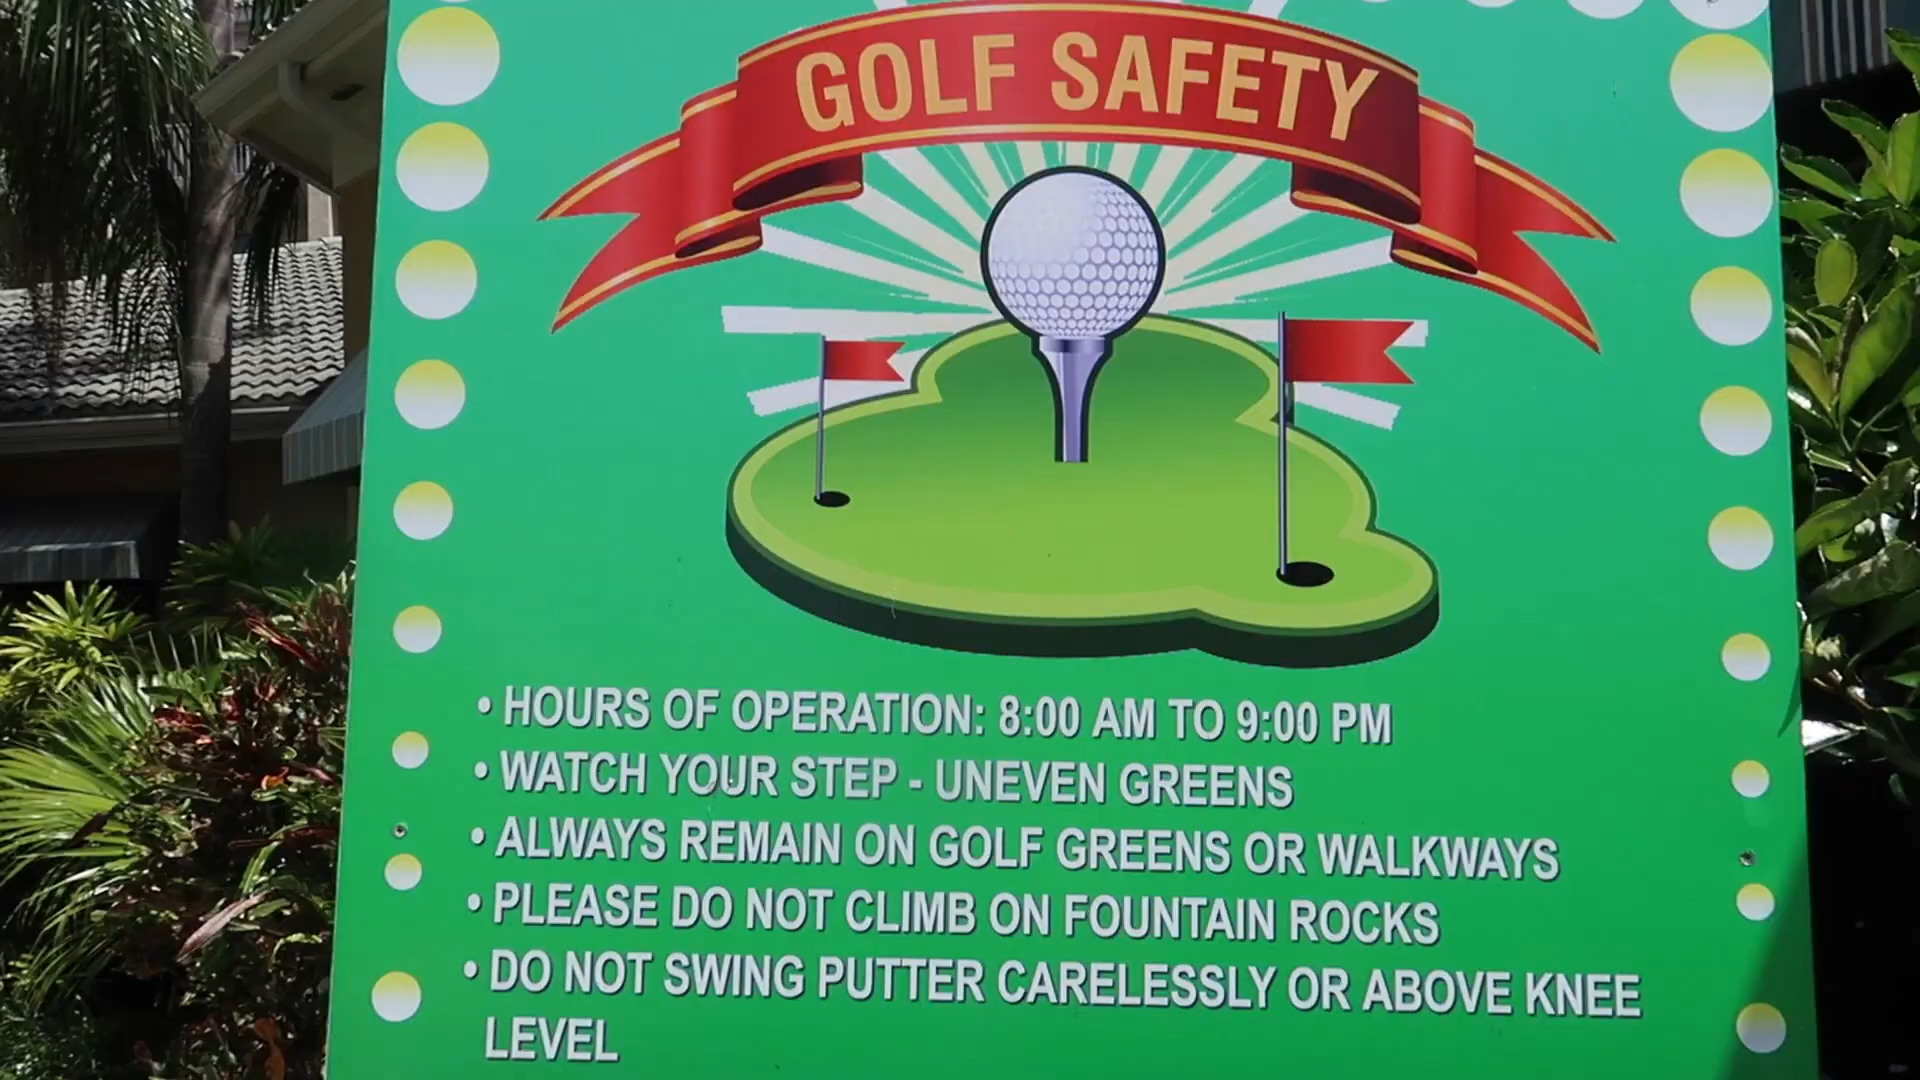 GOLF SAFETY
• HOURS OF OPERATION: 8:00 AM TO 9:00 PM
• WATCH YOUR STEP - UNEVEN GREENS
• ALWAYS REMAIN ON GOLF GREENS OR WALKWAYS
• PLEASE DO NOT CLIMB ON FOUNTAIN ROCKS
• DO NOT SWING PUTTER CARELESSLY OR ABOVE KNEE
LEVEL